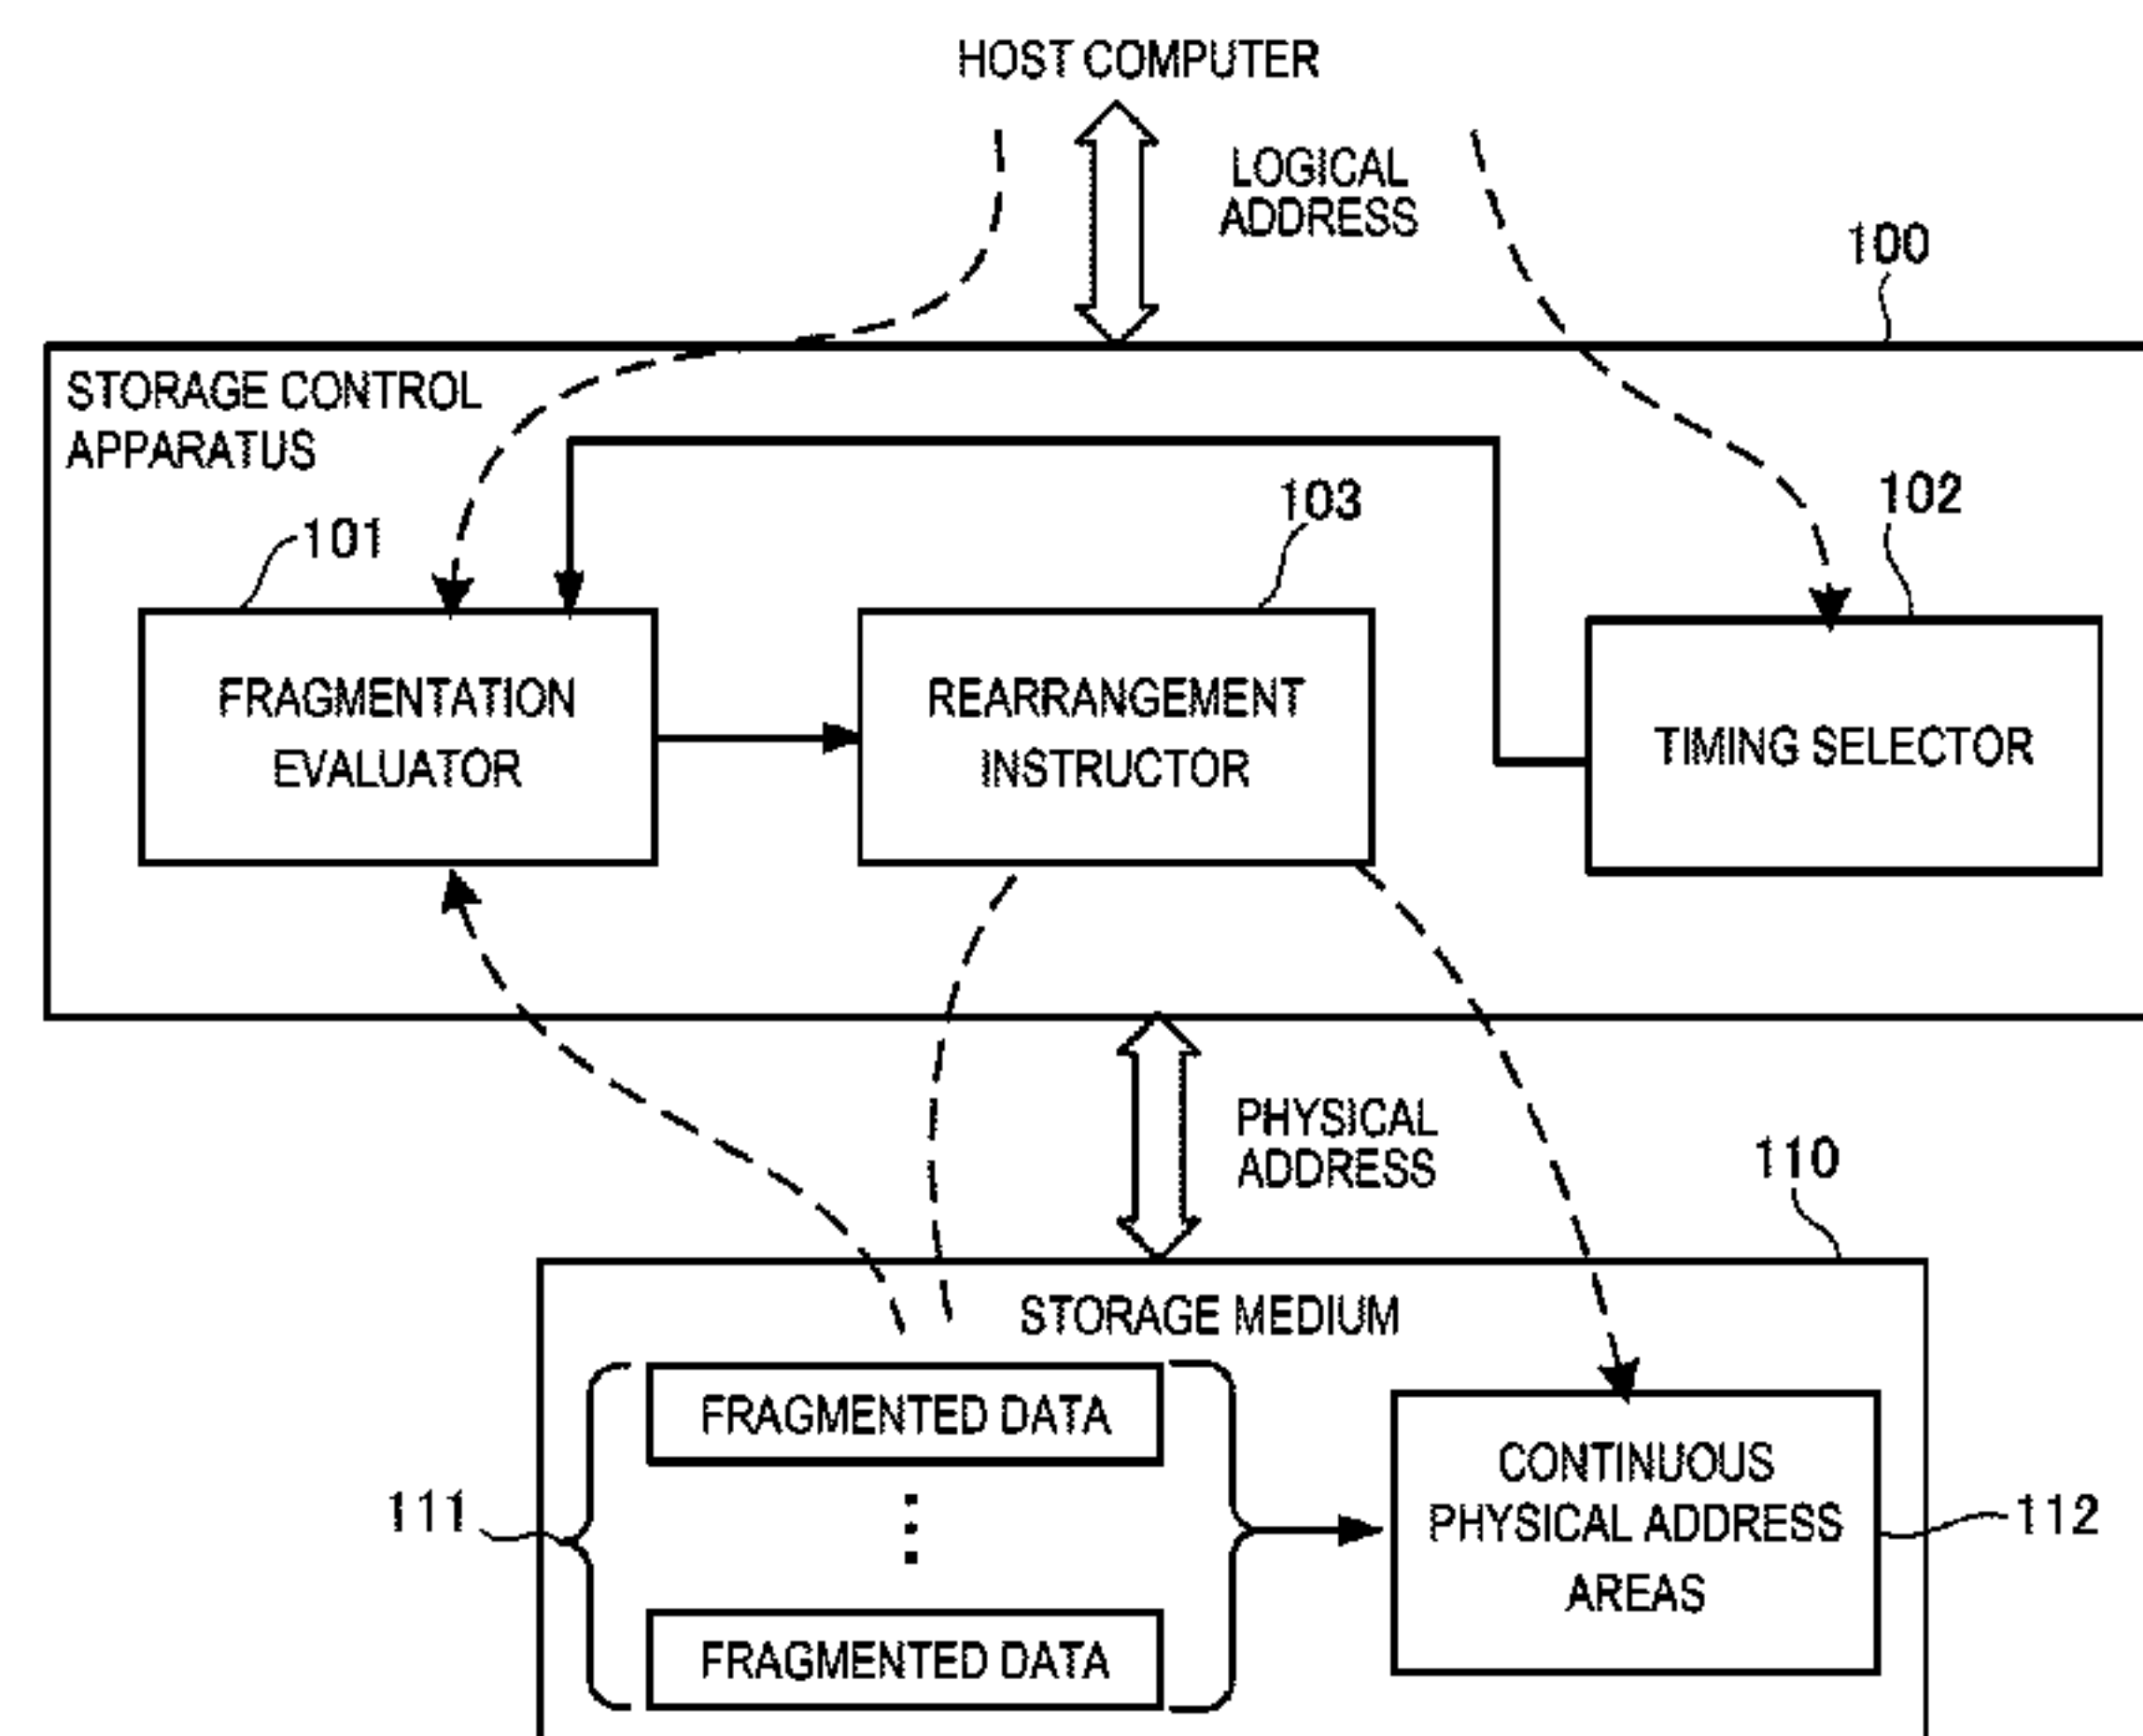 HOST COMPUTER
LOGICAL
ADDRESS
100
STORAGE CONTROL
APPARATUS
103
102
101
FRAGMENTATION
EVALUATOR
REARRANGEMENT
INSTRUCTOR
TIMING SELECTOR
PHYSICAL
ADDRESS
110
STORAGE MEDIUM
FRAGMENTED DATA
CONTINUOUS
PHYSICAL ADDRESS
AREAS
111
112
FRAGMENTED DATA